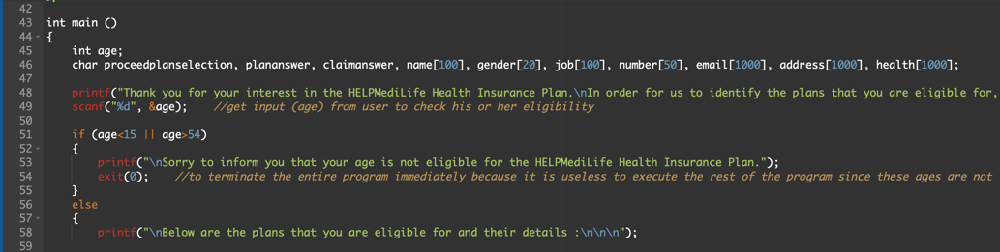 42
43 int main ()
44 {
45 int age;
46 char proceedplanselection, plananswer, claimanswer, name[100], gender[20], job[100], number[50], email[1000], address[1000], health[1000];
47
48 printf("Thank you for your interest in the HELPMediLife Health Insurance Plan.\nIn order for us to identify the plans that you are eligible for,
49 scanf("%d", &age); //get input (age) from user to check his or her eligibility
50
51 if (age<15 || age>54)
52 {
53 printf("\nSorry to inform you that your age is not eligible for the HELPMediLife Health Insurance Plan.");
54 exit(0); //to terminate the entire program immediately because it is useless to execute the rest of the program since these ages are not
55 }
56 else
57 {
58 printf("\nBelow are the plans that you are eligible for and their details :\n\n\n");
59